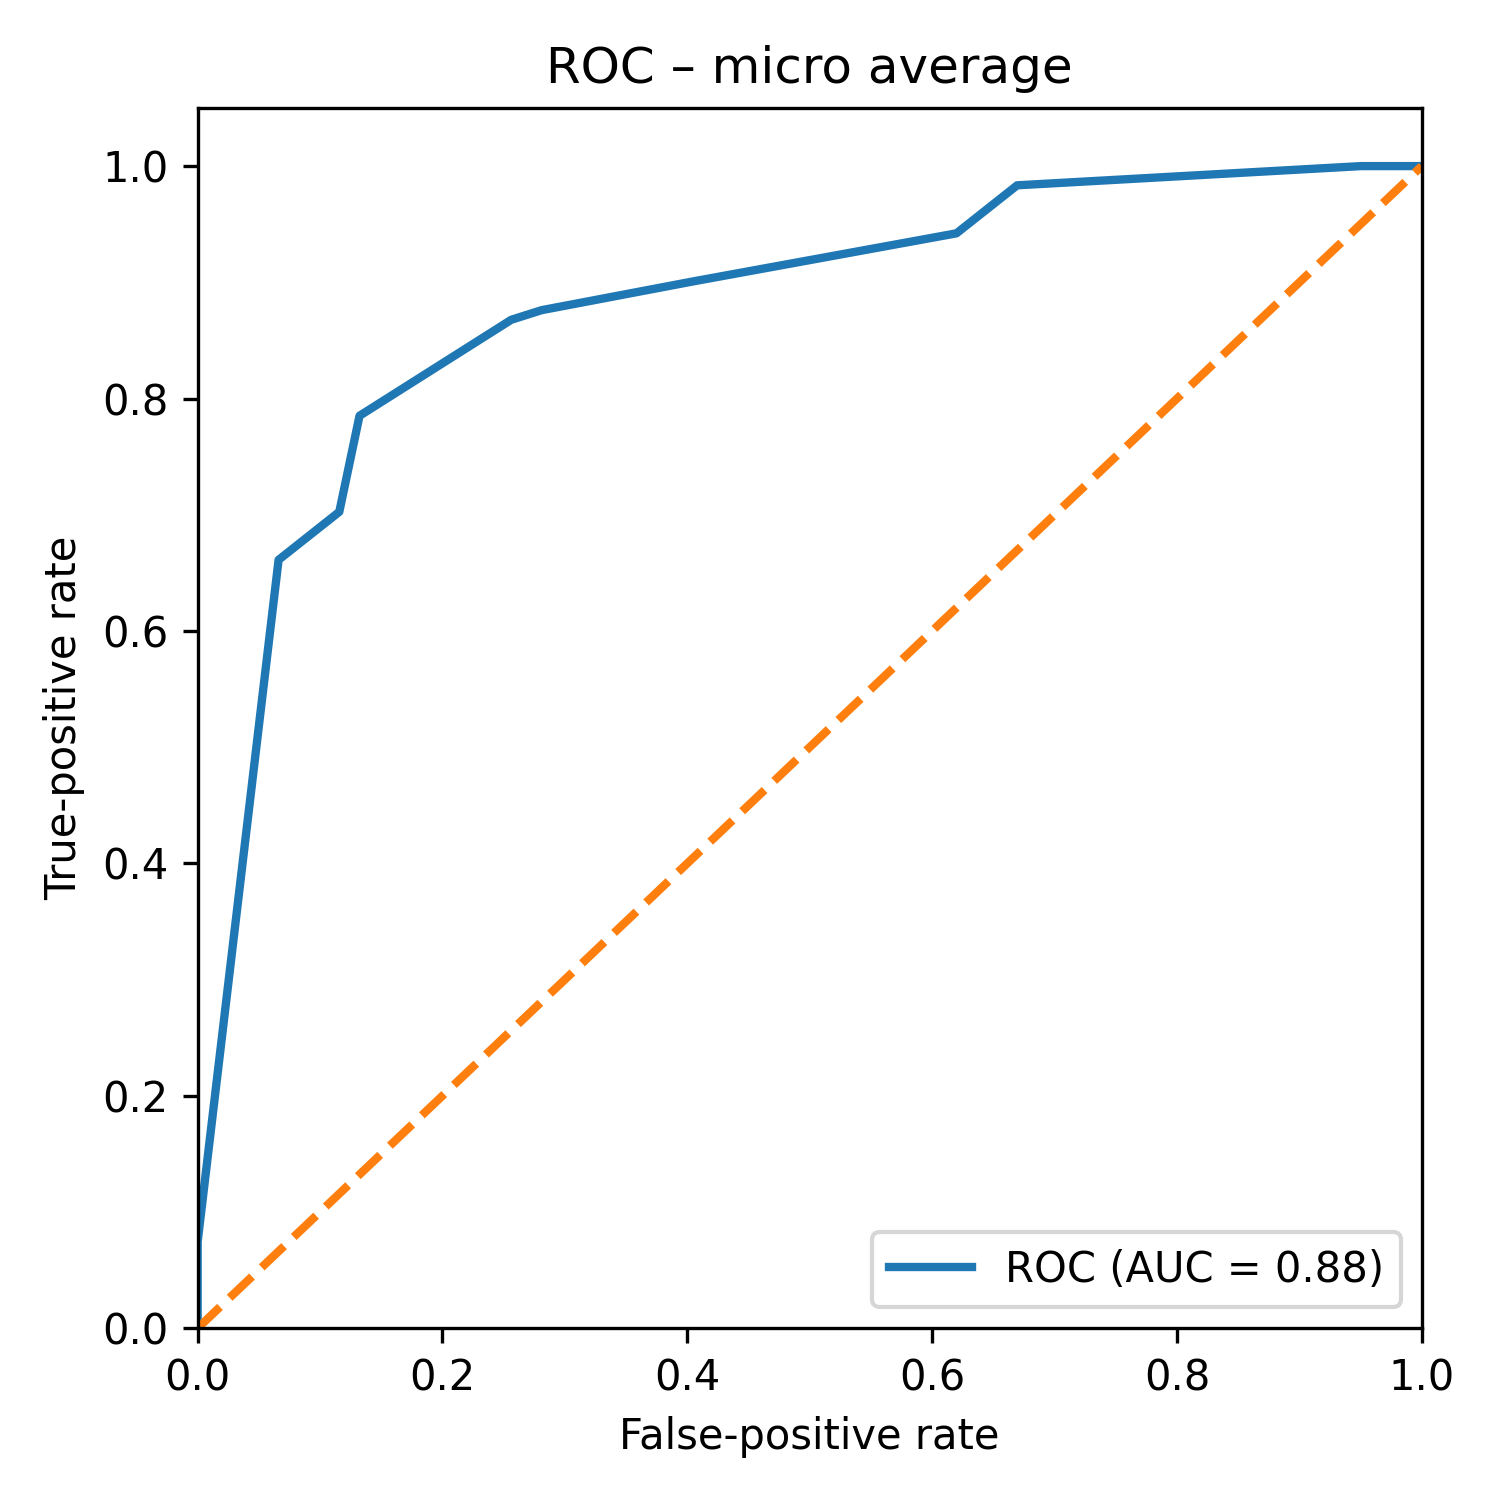 ROC – micro average
1.0
0.8
0.6
0.4
0.2
0.0
True-positive rate
0.0 0.2 0.4 0.6 0.8 1.0
False-positive rate
ROC (AUC = 0.88)